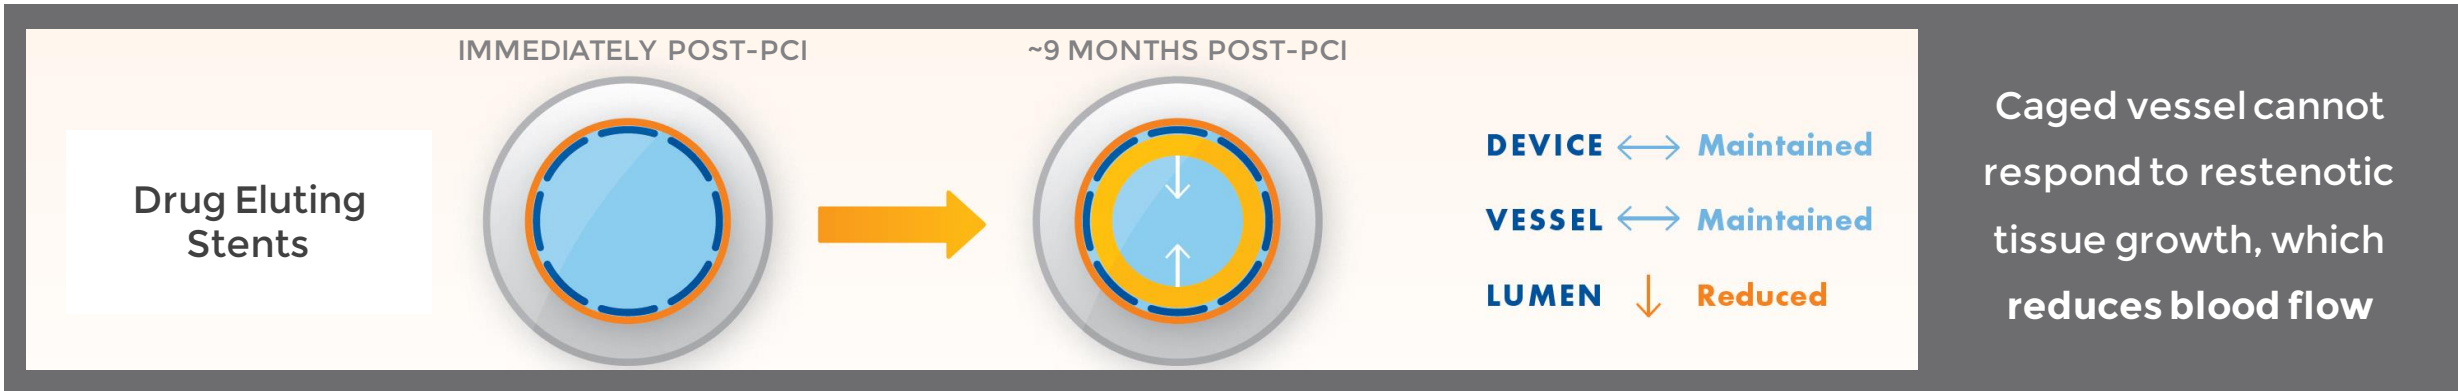 IMMEDIATELY POST-PCI
~9 MONTHS POST-PCI
Drug Eluting
Stents
DEVICE ↔ Maintained
VESSEL ↔ Maintained
LUMEN ↓ Reduced
Caged vessel cannot
respond to restenotic
tissue growth, which
reduces blood flow